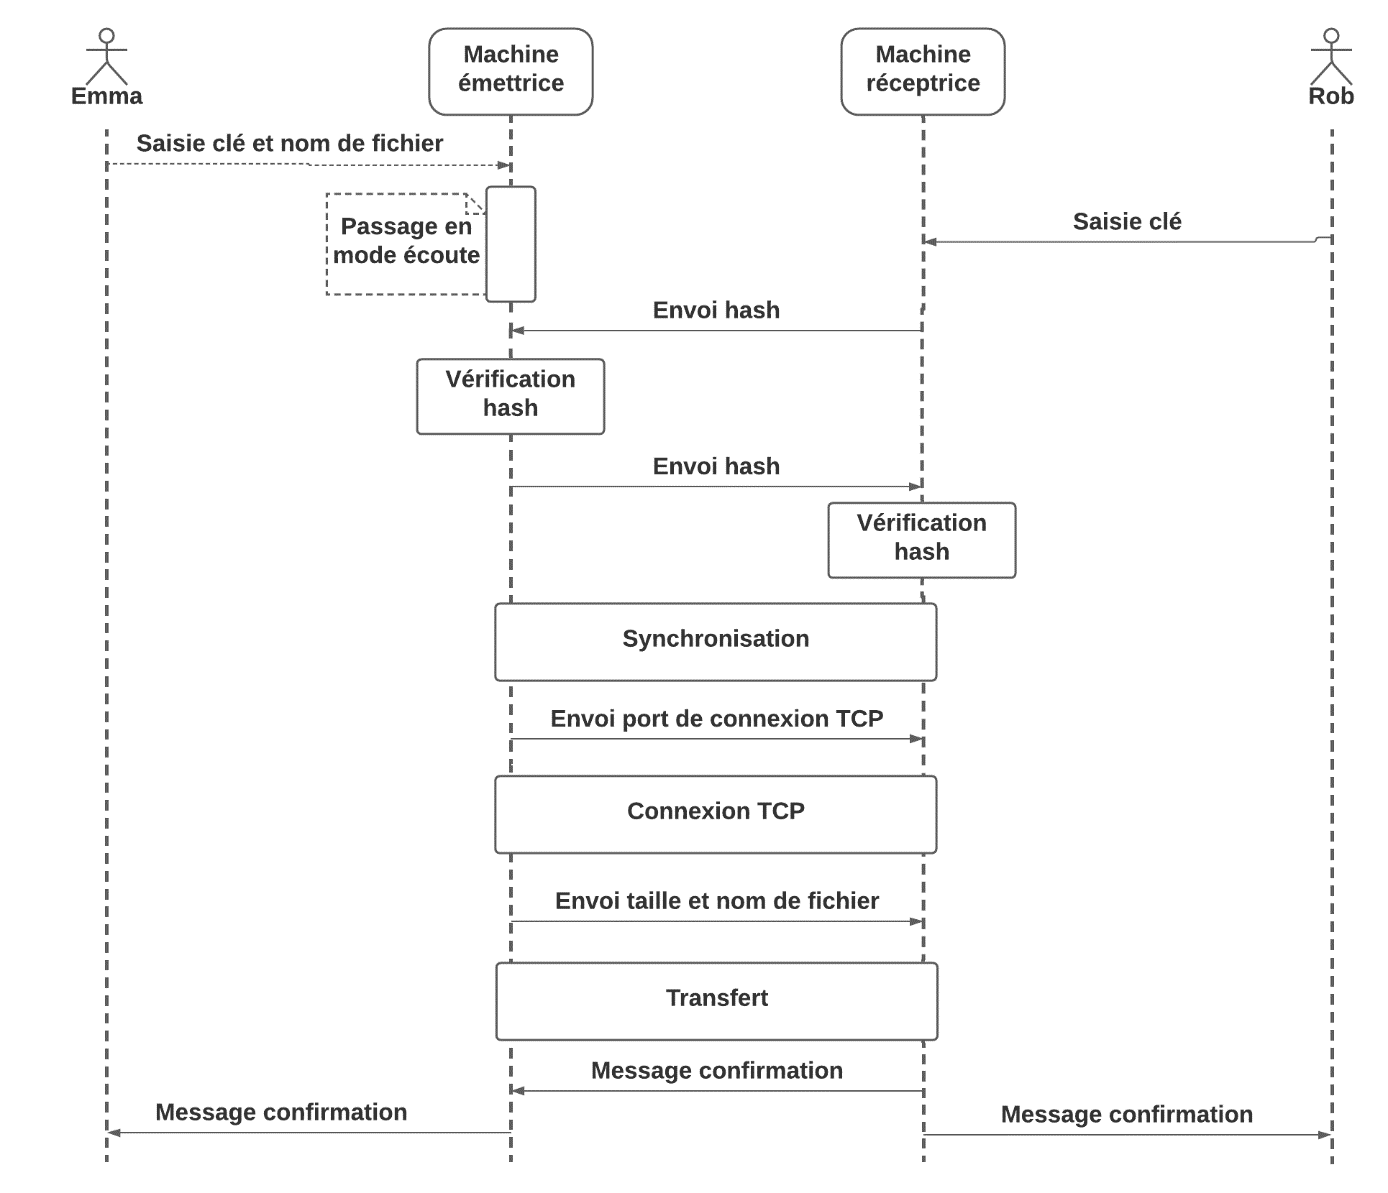 Emma
Machine
émettrice
Machine
réceptrice
Rob
Saisie clé et nom de fichier
Passage en
mode écoute
Saisie clé
Envoi hash
Vérification
hash
Envoi hash
Vérification
hash
Synchronisation
Envoi port de connexion TCP
Connexion TCP
Envoi taille et nom de fichier
Transfert
Message confirmation
Message confirmation
Message confirmation